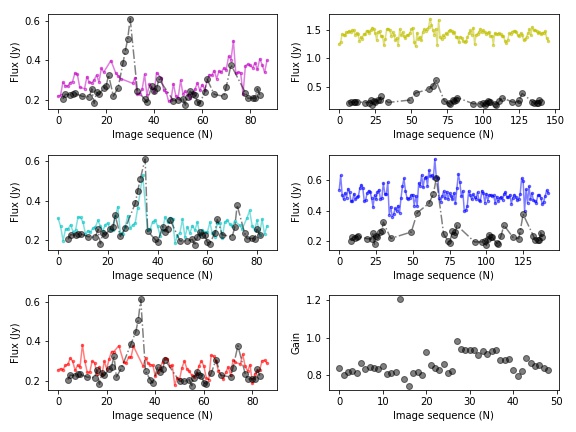 0.6
0.4
0.2
Flux (Jy)
0 20 40 60 80
Image sequence (N)
1.5
1.0
0.5
Flux (Jy)
0 25 50 75 100 125 150
Image sequence (N)
0.6
0.4
0.2
Flux (Jy)
0 20 40 60 80
Image sequence (N)
0.6
0.4
0.2
Flux (Jy)
0 25 50 75 100 125
Image sequence (N)
0.6
0.4
0.2
Flux (Jy)
0 20 40 60 80
Image sequence (N)
1.2
1.0
0.8
Gain
0 10 20 30 40 50
Image sequence (N)